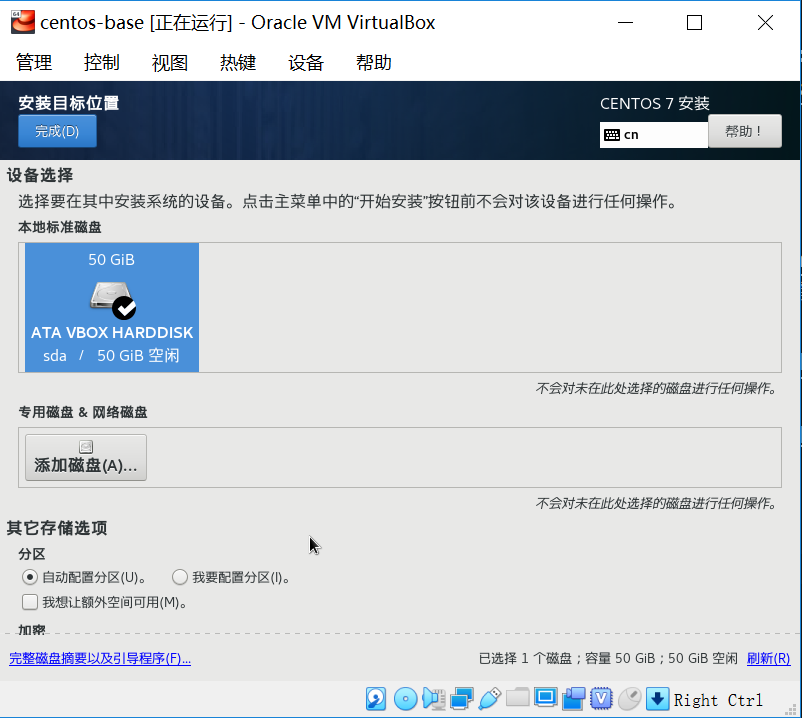 centos-base [正在运行] - Oracle VM VirtualBox
管理 控制 视图 热键 设备 帮助
安装目标位置
完成(D)
CENTOS 7 安装
cn
帮助！
设备选择
选择要在其中安装系统的设备。点击主菜单中的“开始安装”按钮前不会对该设备进行任何操作。
本地标准磁盘
50 GiB
ATA VBOX HARDDISK
sda / 50 GiB 空闲
不会对未在此处选择的磁盘进行任何操作。
专用磁盘 & 网络磁盘
添加磁盘(A)...
不会对未在此处选择的磁盘进行任何操作。
其它存储选项
分区
自动配置分区(U)。 我要配置分区(I)。
我想让额外空间可用(M)。
加密
完整磁盘摘要以及引导程序(F)...
已选择 1 个磁盘；容量 50 GiB；50 GiB 空闲 刷新(R)
Right Ctrl